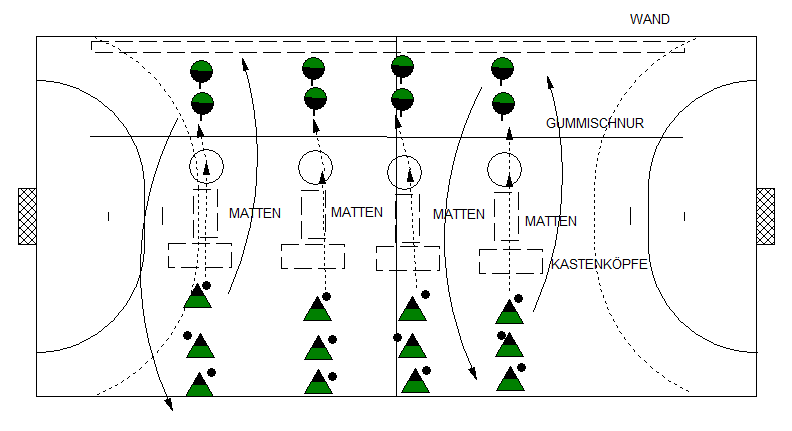 WAND
GUMMISCHNUR
MATTEN
MATTEN
MATTEN
MATTEN
KASTENKÖPFE